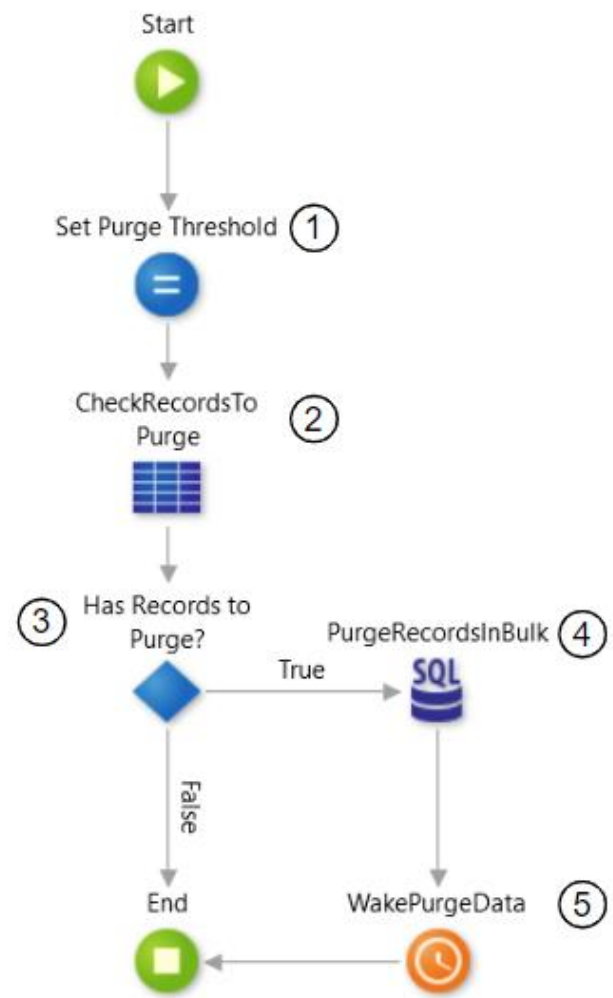 Start
Set Purge Threshold 1
CheckRecordsTo
Purge
2
3
Has Records to
Purge?
True
PurgeRecordsInBulk 4
SQL
False
End
WakePurgeData 5